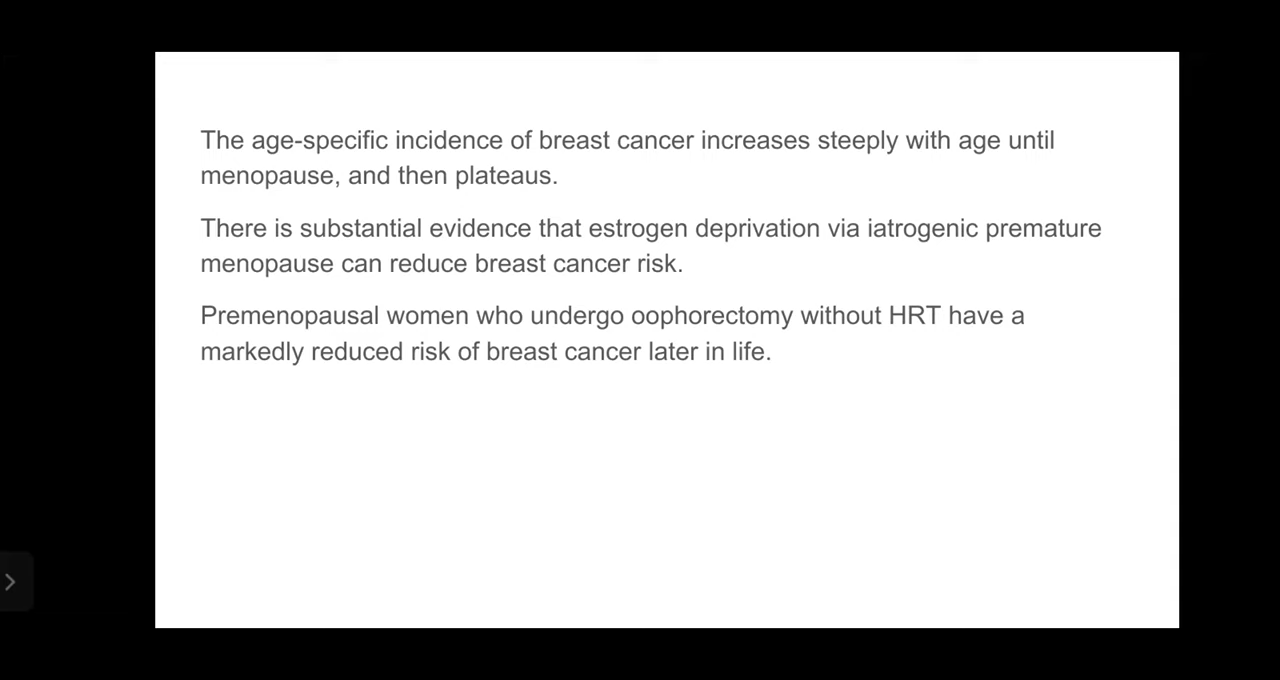 The age-specific incidence of breast cancer increases steeply with age until
menopause, and then plateaus.
There is substantial evidence that estrogen deprivation via iatrogenic premature
menopause can reduce breast cancer risk.
Premenopausal women who undergo oophorectomy without HRT have a
markedly reduced risk of breast cancer later in life.